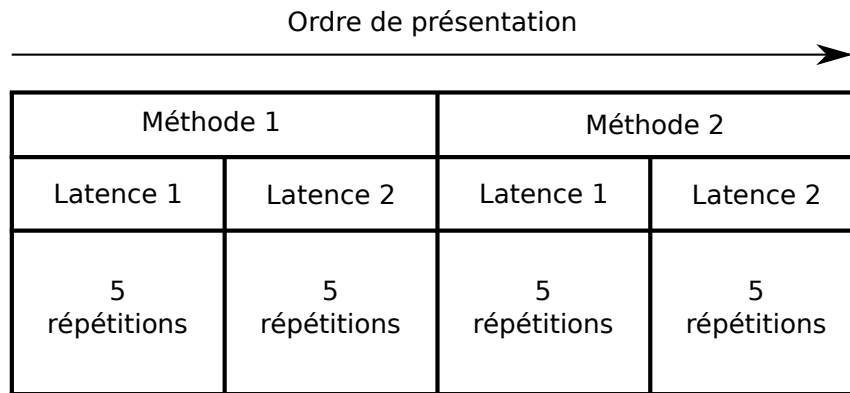 Ordre de présentation
Méthode 1
Méthode 2
Latence 1
Latence 2
Latence 1
Latence 2
5
répétitions
5
répétitions
5
répétitions
5
répétitions